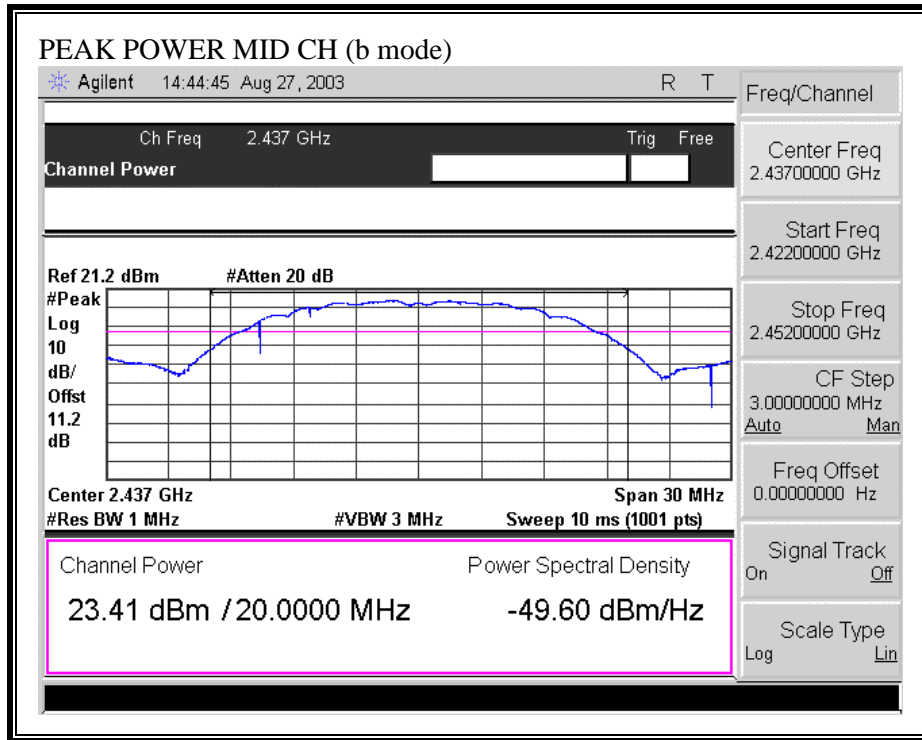 PEAK POWER MID CH (b mode)
Agilent 14:44:45 Aug 27, 2003 R T
Freq/Channel
Ch Freq 2.437 GHz Trig Free
Channel Power
Center Freq
2.43700000 GHz
Start Freq
2.42200000 GHz
Ref 21.2 dBm #Atten 20 dB
#Peak
Log
10
dB/
Offst
11.2
dB
Stop Freq
2.45200000 GHz
CF Step
3.00000000 MHz
Auto Man
Center 2.437 GHz Span 30 MHz
#Res BW 1 MHz #VBW 3 MHz Sweep 10 ms (1001 pts)
Freq Offset
0.00000000 Hz
Channel Power Power Spectral Density
23.41 dBm / 20.0000 MHz -49.60 dBm/Hz
Signal Track
On Off
Scale Type
Log Lin